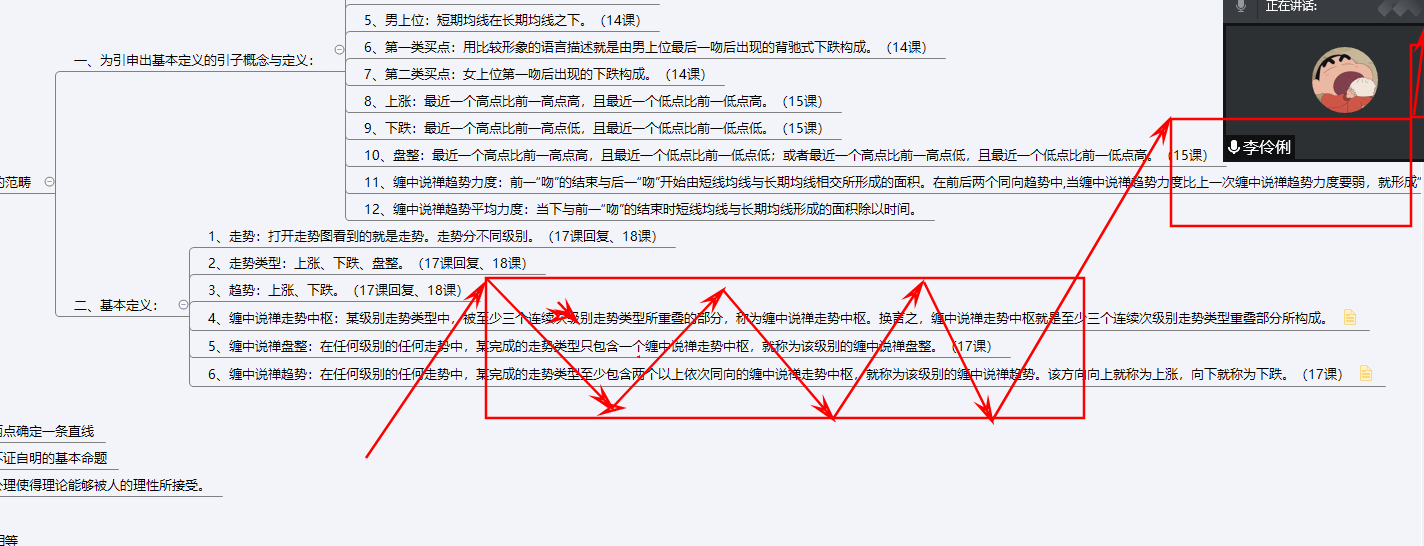 正在讲话:
5、男上位：短期均线在长期均线之下。（14课）
李伶俐
一、为引申出基本定义的引子概念与定义：
6、第一类买点：用比较形象的语言描述就是由男上位最后一吻后出现的背驰式下跌构成。（14课）
7、第二类买点：女上位第一吻后出现的下跌构成。（14课）
8、上涨：最近一个高点比前一高点高，且最近一个低点比前一低点高。（15课）
9、下跌：最近一个高点比前一高点低，且最近一个低点比前一低点低。（15课）
10、盘整：最近一个高点比前一高点高，且最近一个低点比前一低点低；或者最近一个高点比前一高点低，且最近一个低点比前一低点高。（15课）
的范畴
11、缠中说禅趋势力度：前一“吻”的结束与后一“吻”开始由短线均线与长期均线相交所形成的面积。在前后两个同向趋势中,当缠中说禅趋势力度比上一次缠中说禅趋势力度要弱，就形成“
12、缠中说禅趋势平均力度：当下与前一“吻”的结束时短线均线与长期均线形成的面积除以时间。
二、基本定义：
1、走势：打开走势图看到的就是走势。走势分不同级别。（17课回复、18课）
2、走势类型：上涨、下跌、盘整。（17课回复、18课）
3、趋势：上涨、下跌。（17课回复、18课）
4、缠中说禅走势中枢：某级别走势类型中，被至少三个连续次级别走势类型所重叠的部分，称为缠中说禅走势中枢。换言之，缠中说禅走势中枢就是至少三个连续次级别走势类型重叠部分所构成。
5、缠中说禅盘整：在任何级别的任何走势中，某完成的走势类型只包含一个缠中说禅走势中枢，就称为该级别的缠中说禅盘整。（17课）
6、缠中说禅趋势：在任何级别的任何走势中，某完成的走势类型至少包含两个以上依次同向的缠中说禅走势中枢，就称为该级别的缠中说禅趋势。该方向向上就称为上涨，向下就称为下跌。（17课）
点确定一条直线
证自明的基本命题
理使得理论能够被人的理性所接受。
等